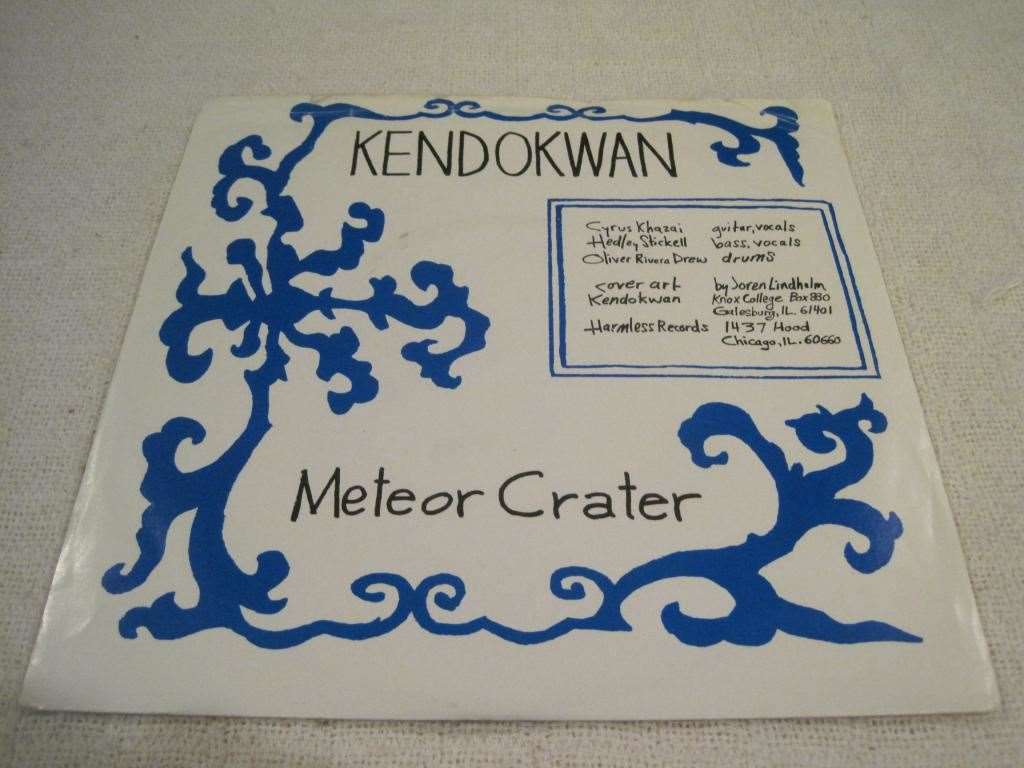 KENDOKWAN
Cyrus Khazai guitar, vocals
Hedley Stickell bass, vocals
Oliver Rivera Drew drums
cover art by Joren Lindholm
Kendokwan Knox College Box 830
Galesburg, IL. 61401
Harmless Records 1437 Hood
Chicago, IL. 60660
Meteor Crater